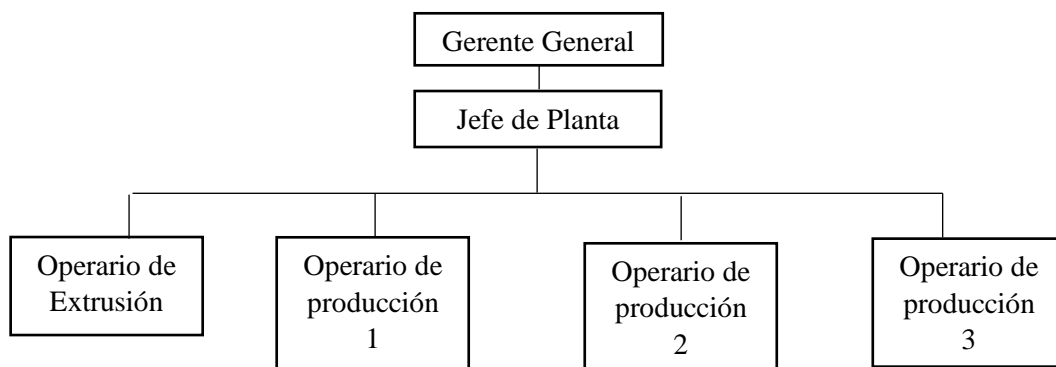 Gerente General
Jefe de Planta
Operario de
Extrusión
Operario de
producción
1
Operario de
producción
2
Operario de
producción
3